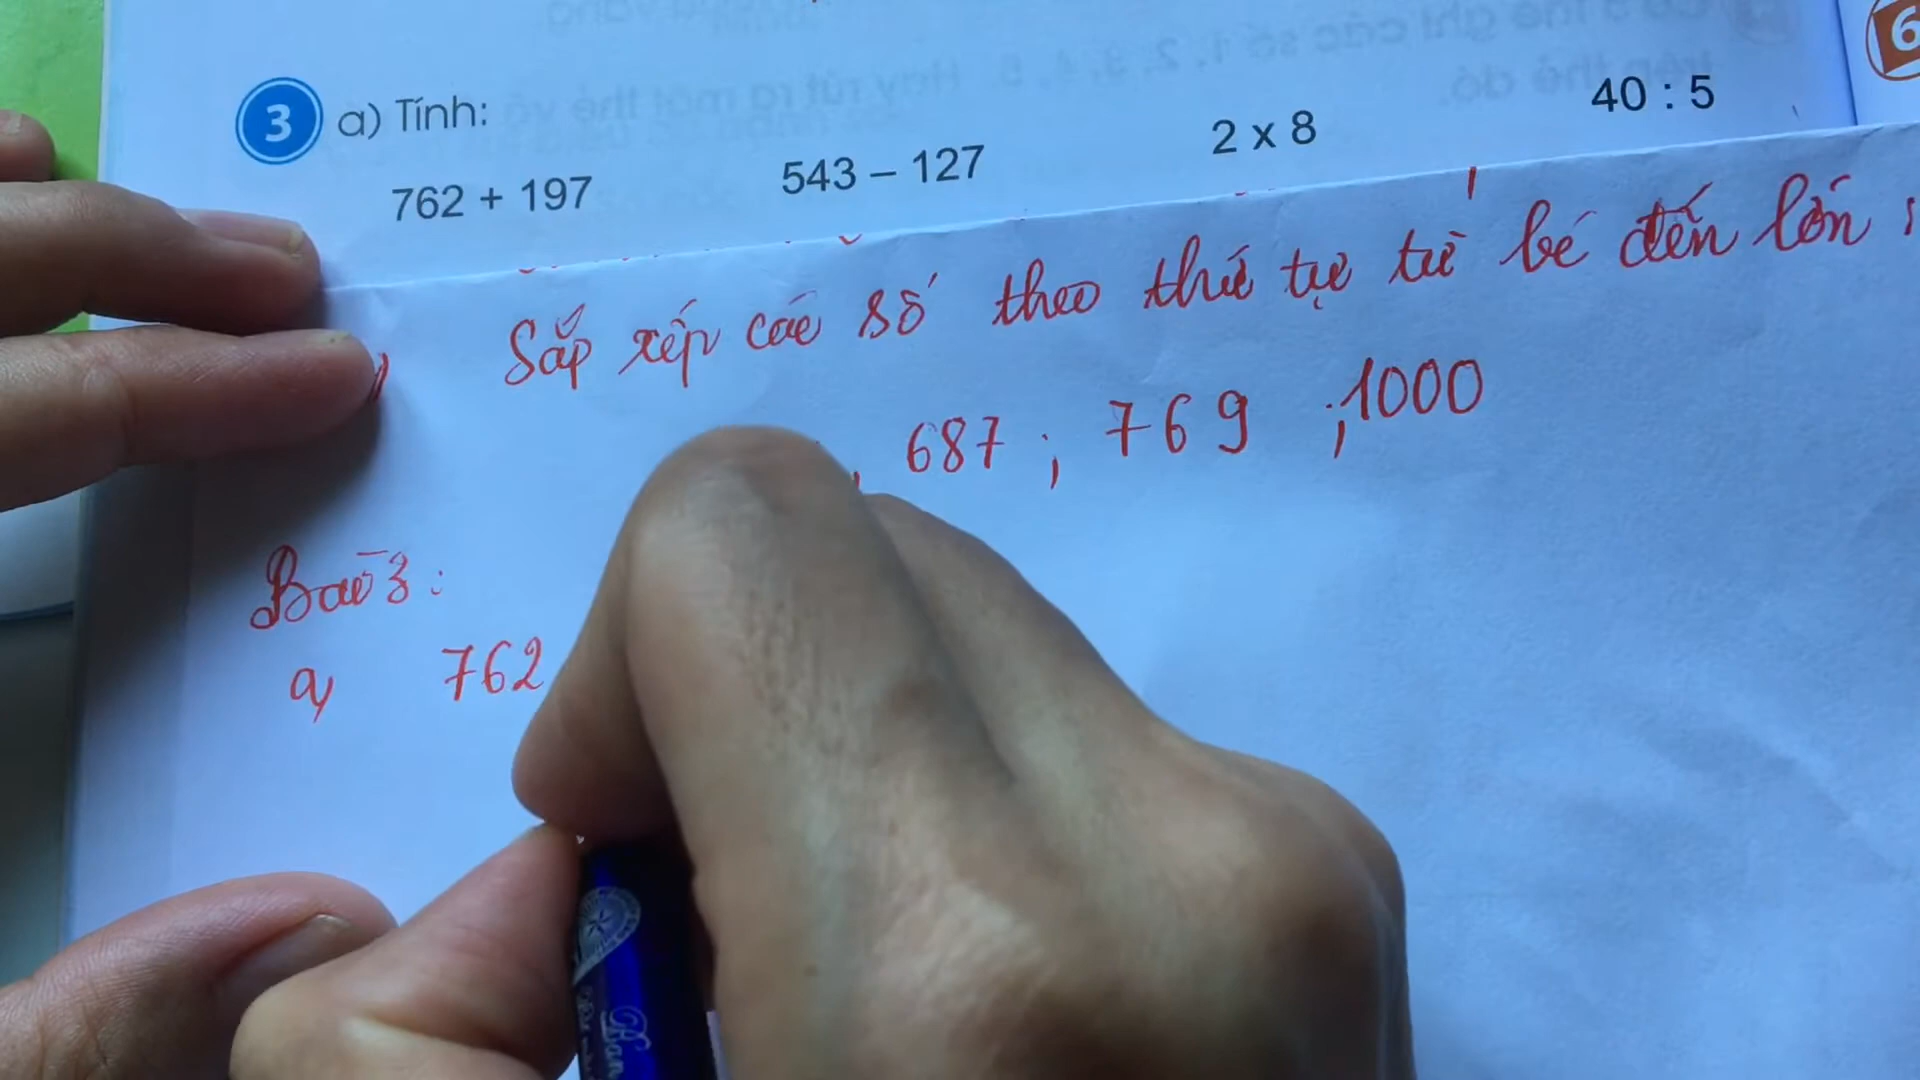 3 a) Tính:
762 + 197 543 – 127 2 x 8 40 : 5
6
Sắp xếp các số theo thứ tự từ bé đến lớn :
687 ; 769 ; 1000
Bài 3 :
a) 762